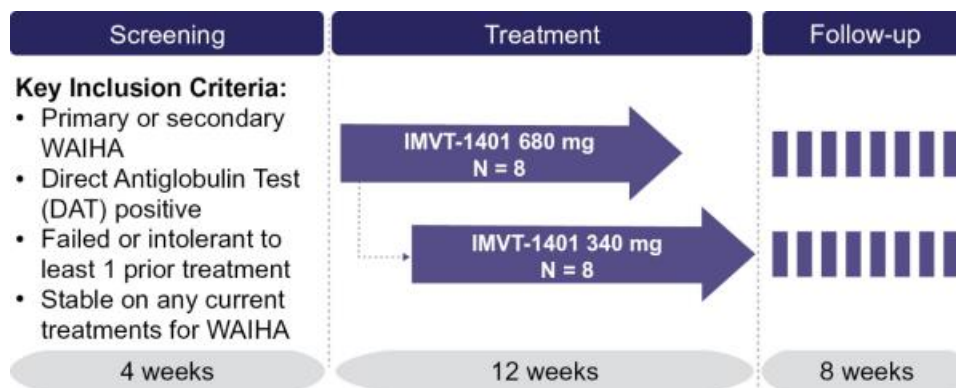 Screening
Treatment
Follow-up
Key Inclusion Criteria:
• Primary or secondary
WAIHA
• Direct Antiglobulin Test
(DAT) positive
• Failed or intolerant to
least 1 prior treatment
• Stable on any current
treatments for WAIHA
IMVT-1401 680 mg
N = 8
IMVT-1401 340 mg
N = 8
4 weeks
12 weeks
8 weeks